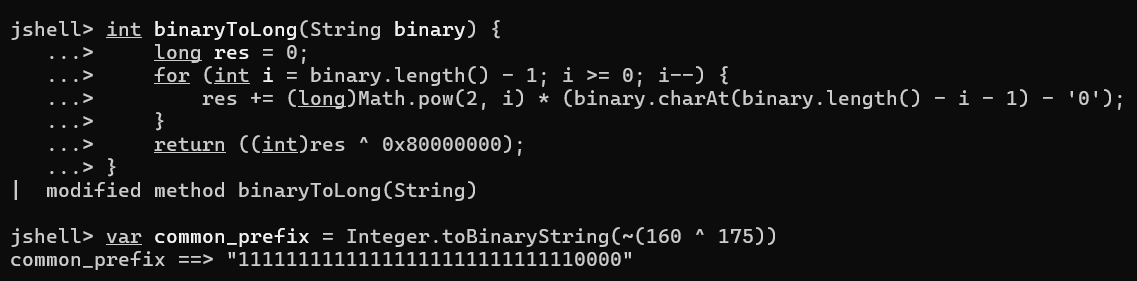 jshell> int binaryToLong(String binary) {
   ...>     long res = 0;
   ...>     for (int i = binary.length() - 1; i >= 0; i--) {
   ...>         res += (long)Math.pow(2, i) * (binary.charAt(binary.length() - i - 1) - '0');
   ...>     }
   ...>     return ((int)res ^ 0x80000000);
   ...> }
|  modified method binaryToLong(String)

jshell> var common_prefix = Integer.toBinaryString(~(160 ^ 175))
common_prefix ==> "11111111111111111111111111110000"